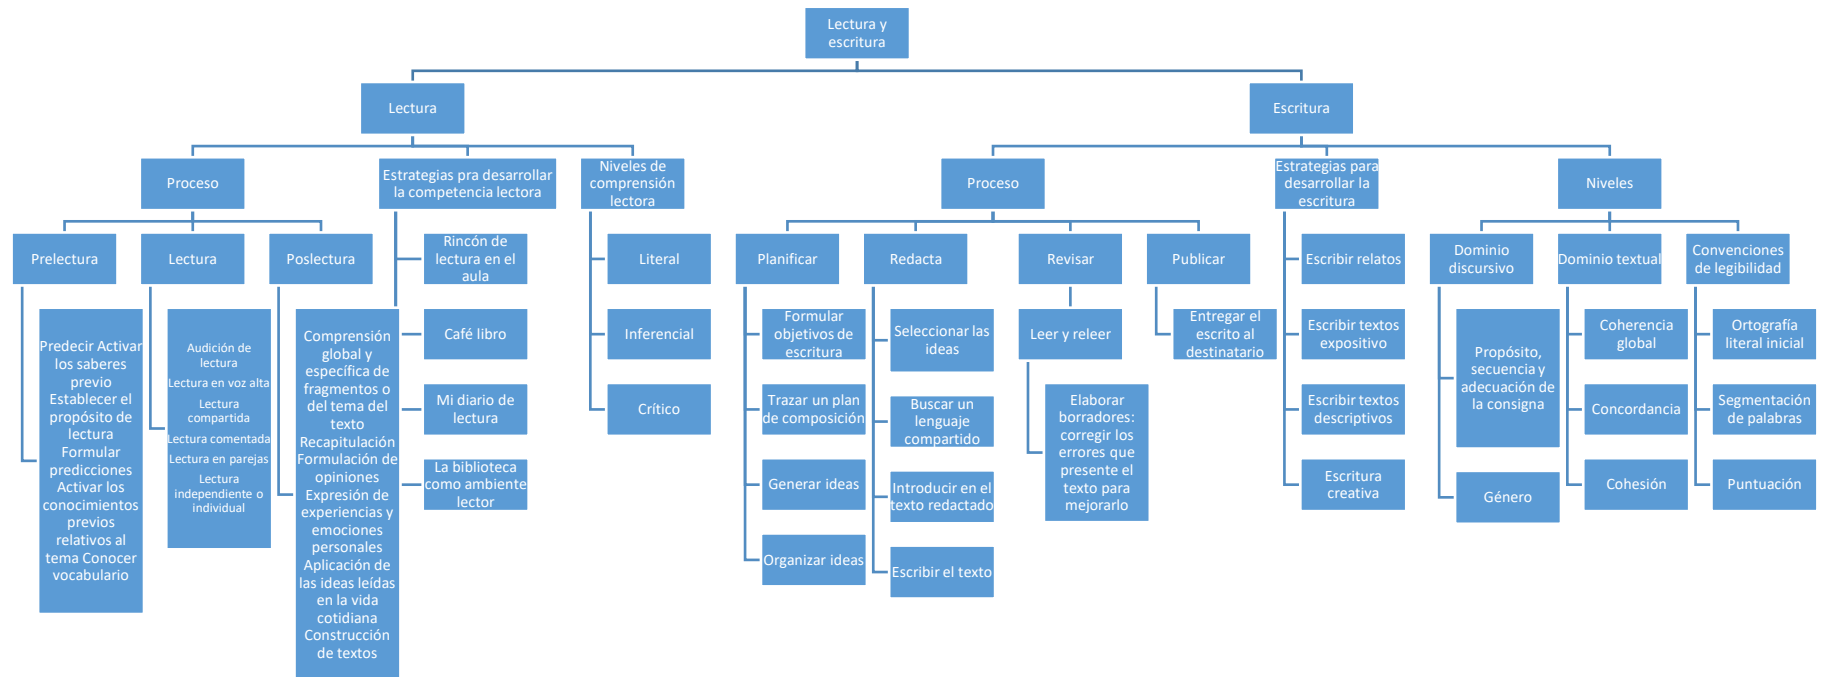 Lectura y
escritura
Lectura
Escritura
Proceso
Estrategias pra desarrollar
la competencia lectora
Niveles de
comprensión
lectora
Proceso
Estrategias para
desarrollar la
escritura
Niveles
Prelectura
Lectura
Poslectura
Rincón de
lectura en el
aula
Literal
Planificar
Redacta
Revisar
Publicar
Escribir relatos
Dominio
discursivo
Dominio textual
Convenciones
de legibilidad
Predecir Activar
los saberes
previo
Establecer el
propósito de
lectura
Formular
predicciones
Activar los
conocimientos
previos
relativos al
tema Conocer
vocabulario
Audición de
lectura
Lectura en voz alta
Lectura
compartida
Lectura comentada
Lectura en parejas
Lectura
independiente o
individual
Comprensión
global y
específica de
fragmentos o
del tema del
texto
Recapitulación
Formulación de
opiniones
Expresión de
experiencias y
emociones
personales
Aplicación de
las ideas leídas
en la vida
cotidiana
Construcción
de textos
Café libro
Mi diario de
lectura
La biblioteca
como ambiente
lector
Inferencial
Crítico
Formular
objetivos de
escritura
Trazar un plan
de composición
Generar ideas
Organizar ideas
Seleccionar las
ideas
Buscar un
lenguaje
compartido
Introducir en el
texto redactado
Escribir el texto
Leer y releer
Elaborar
borradores:
corregir los
errores que
presente el
texto para
mejorarlo
Entregar el
escrito al
destinatario
Escribir textos
expositivo
Escribir textos
descriptivos
Escritura
creativa
Propósito,
secuencia y
adecuación de
la consigna
Género
Coherencia
global
Concordancia
Cohesión
Ortografía
literal inicial
Segmentación
de palabras
Puntuación